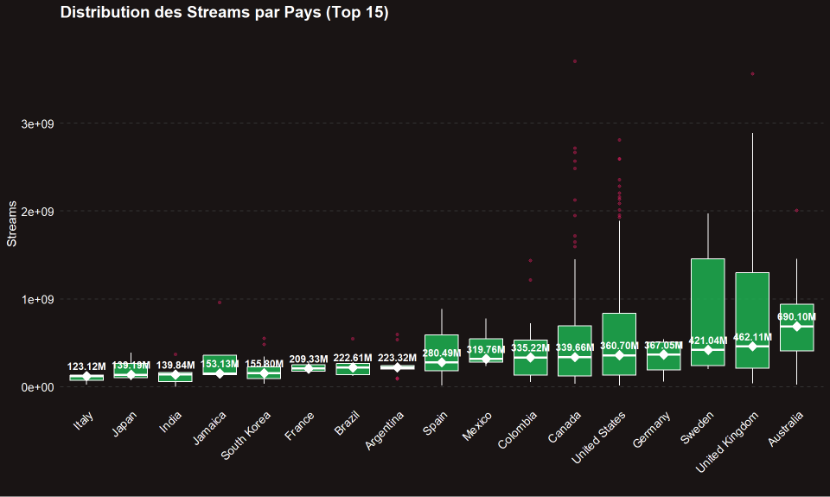 Distribution des Streams par Pays (Top 15)
Streams
3e+09
2e+09
1e+09
0e+00
123.12M
139.19M
139.84M
153.13M
155.80M
209.33M
222.61M
223.32M
280.49M
319.76M
335.22M
339.66M
360.70M
367.05M
421.04M
462.11M
690.10M
Italy
Japan
India
Jamaica
South Korea
France
Brazil
Argentina
Spain
Mexico
Colombia
Canada
United States
Germany
Sweden
United Kingdom
Australia